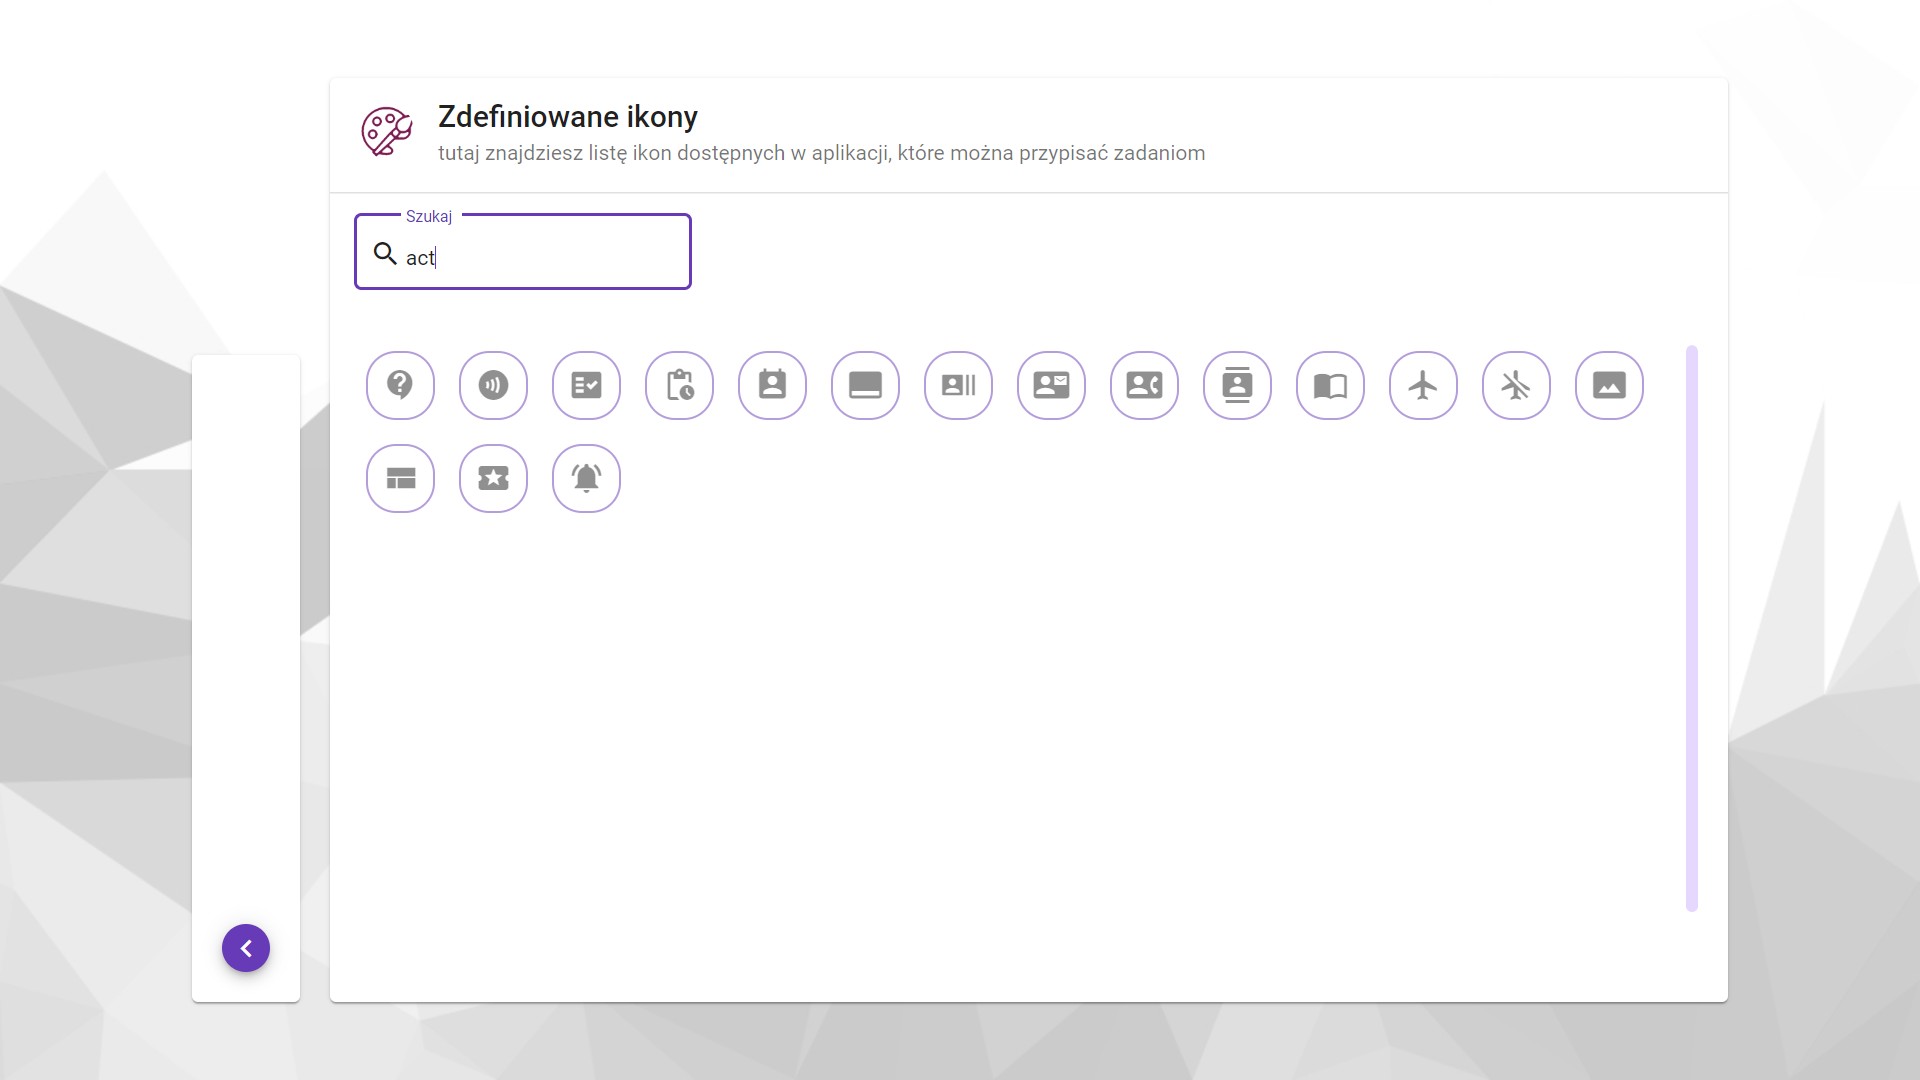 Zdefiniowane ikony
tutaj znajdziesz listę ikon dostępnych w aplikacji, które można przypisać zadaniom
Szukaj
act